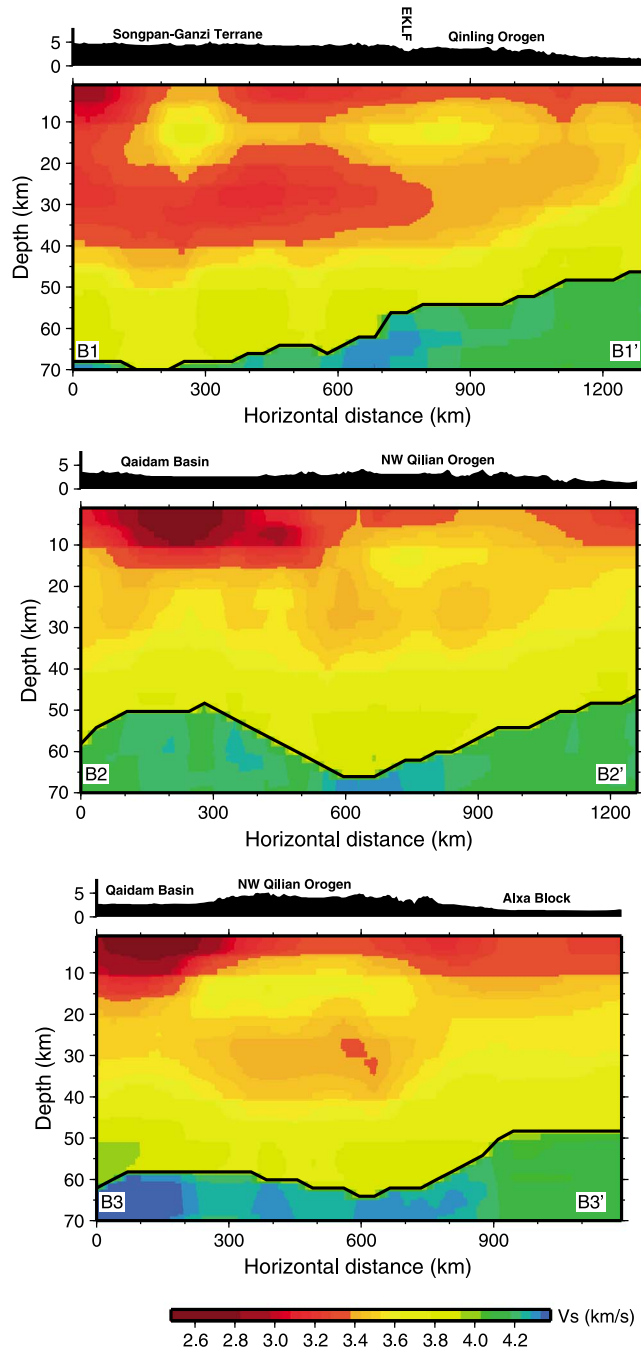 EKLF
Songpan-Ganzi Terrane
Qinling Orogen
5
0
10
20
30
40
50
60
70
Depth (km)
B1
B1'
0 300 600 900 1200
Horizontal distance (km)
Qaidam Basin
NW Qilian Orogen
5
0
10
20
30
40
50
60
70
Depth (km)
B2
B2'
0 300 600 900 1200
Horizontal distance (km)
Qaidam Basin
NW Qilian Orogen
Alxa Block
5
0
10
20
30
40
50
60
70
Depth (km)
B3
B3'
0 300 600 900
Horizontal distance (km)
Vs (km/s)
2.6 2.8 3.0 3.2 3.4 3.6 3.8 4.0 4.2